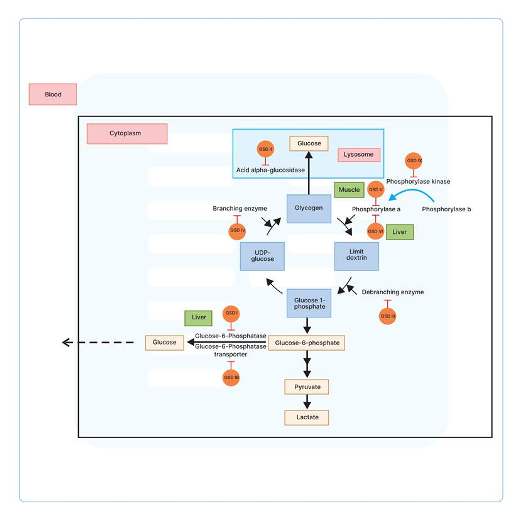 Blood
Cytoplasm
GSD II
Glucose
Lysosome
Acid alpha-glucosidase
GSD IX
Phosphorylase kinase
Muscle
GSD V
Glycogen
Branching enzyme
Phosphorylase a
Phosphorylase b
GSD IV
GSD VI
Liver
UDP-
glucose
Limit
dextrin
Glucose 1-
phosphate
Debranching enzyme
GSD III
Liver
GSD I
Glucose-6-Phosphatase
Glucose
Glucose-6-Phosphatase
transporter
Glucose-6-phosphate
GSD IB
Pyruvate
Lactate